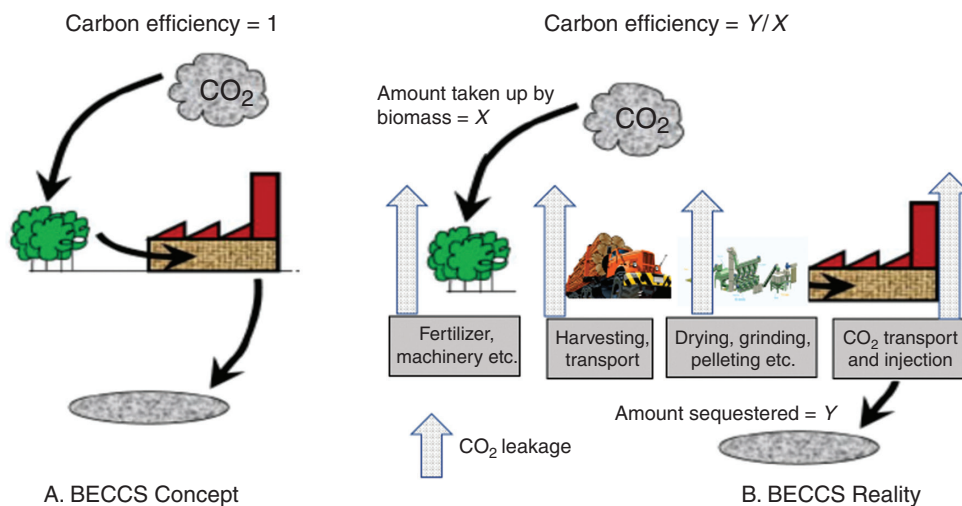 Carbon efficiency = 1
CO2
A. BECCS Concept
Carbon efficiency = Y/X
Amount taken up by
biomass = X
CO2
Fertilizer,
machinery etc.
Harvesting,
transport
Drying, grinding,
pelleting etc.
CO2 transport
and injection
Amount sequestered = Y
CO2 leakage
B. BECCS Reality